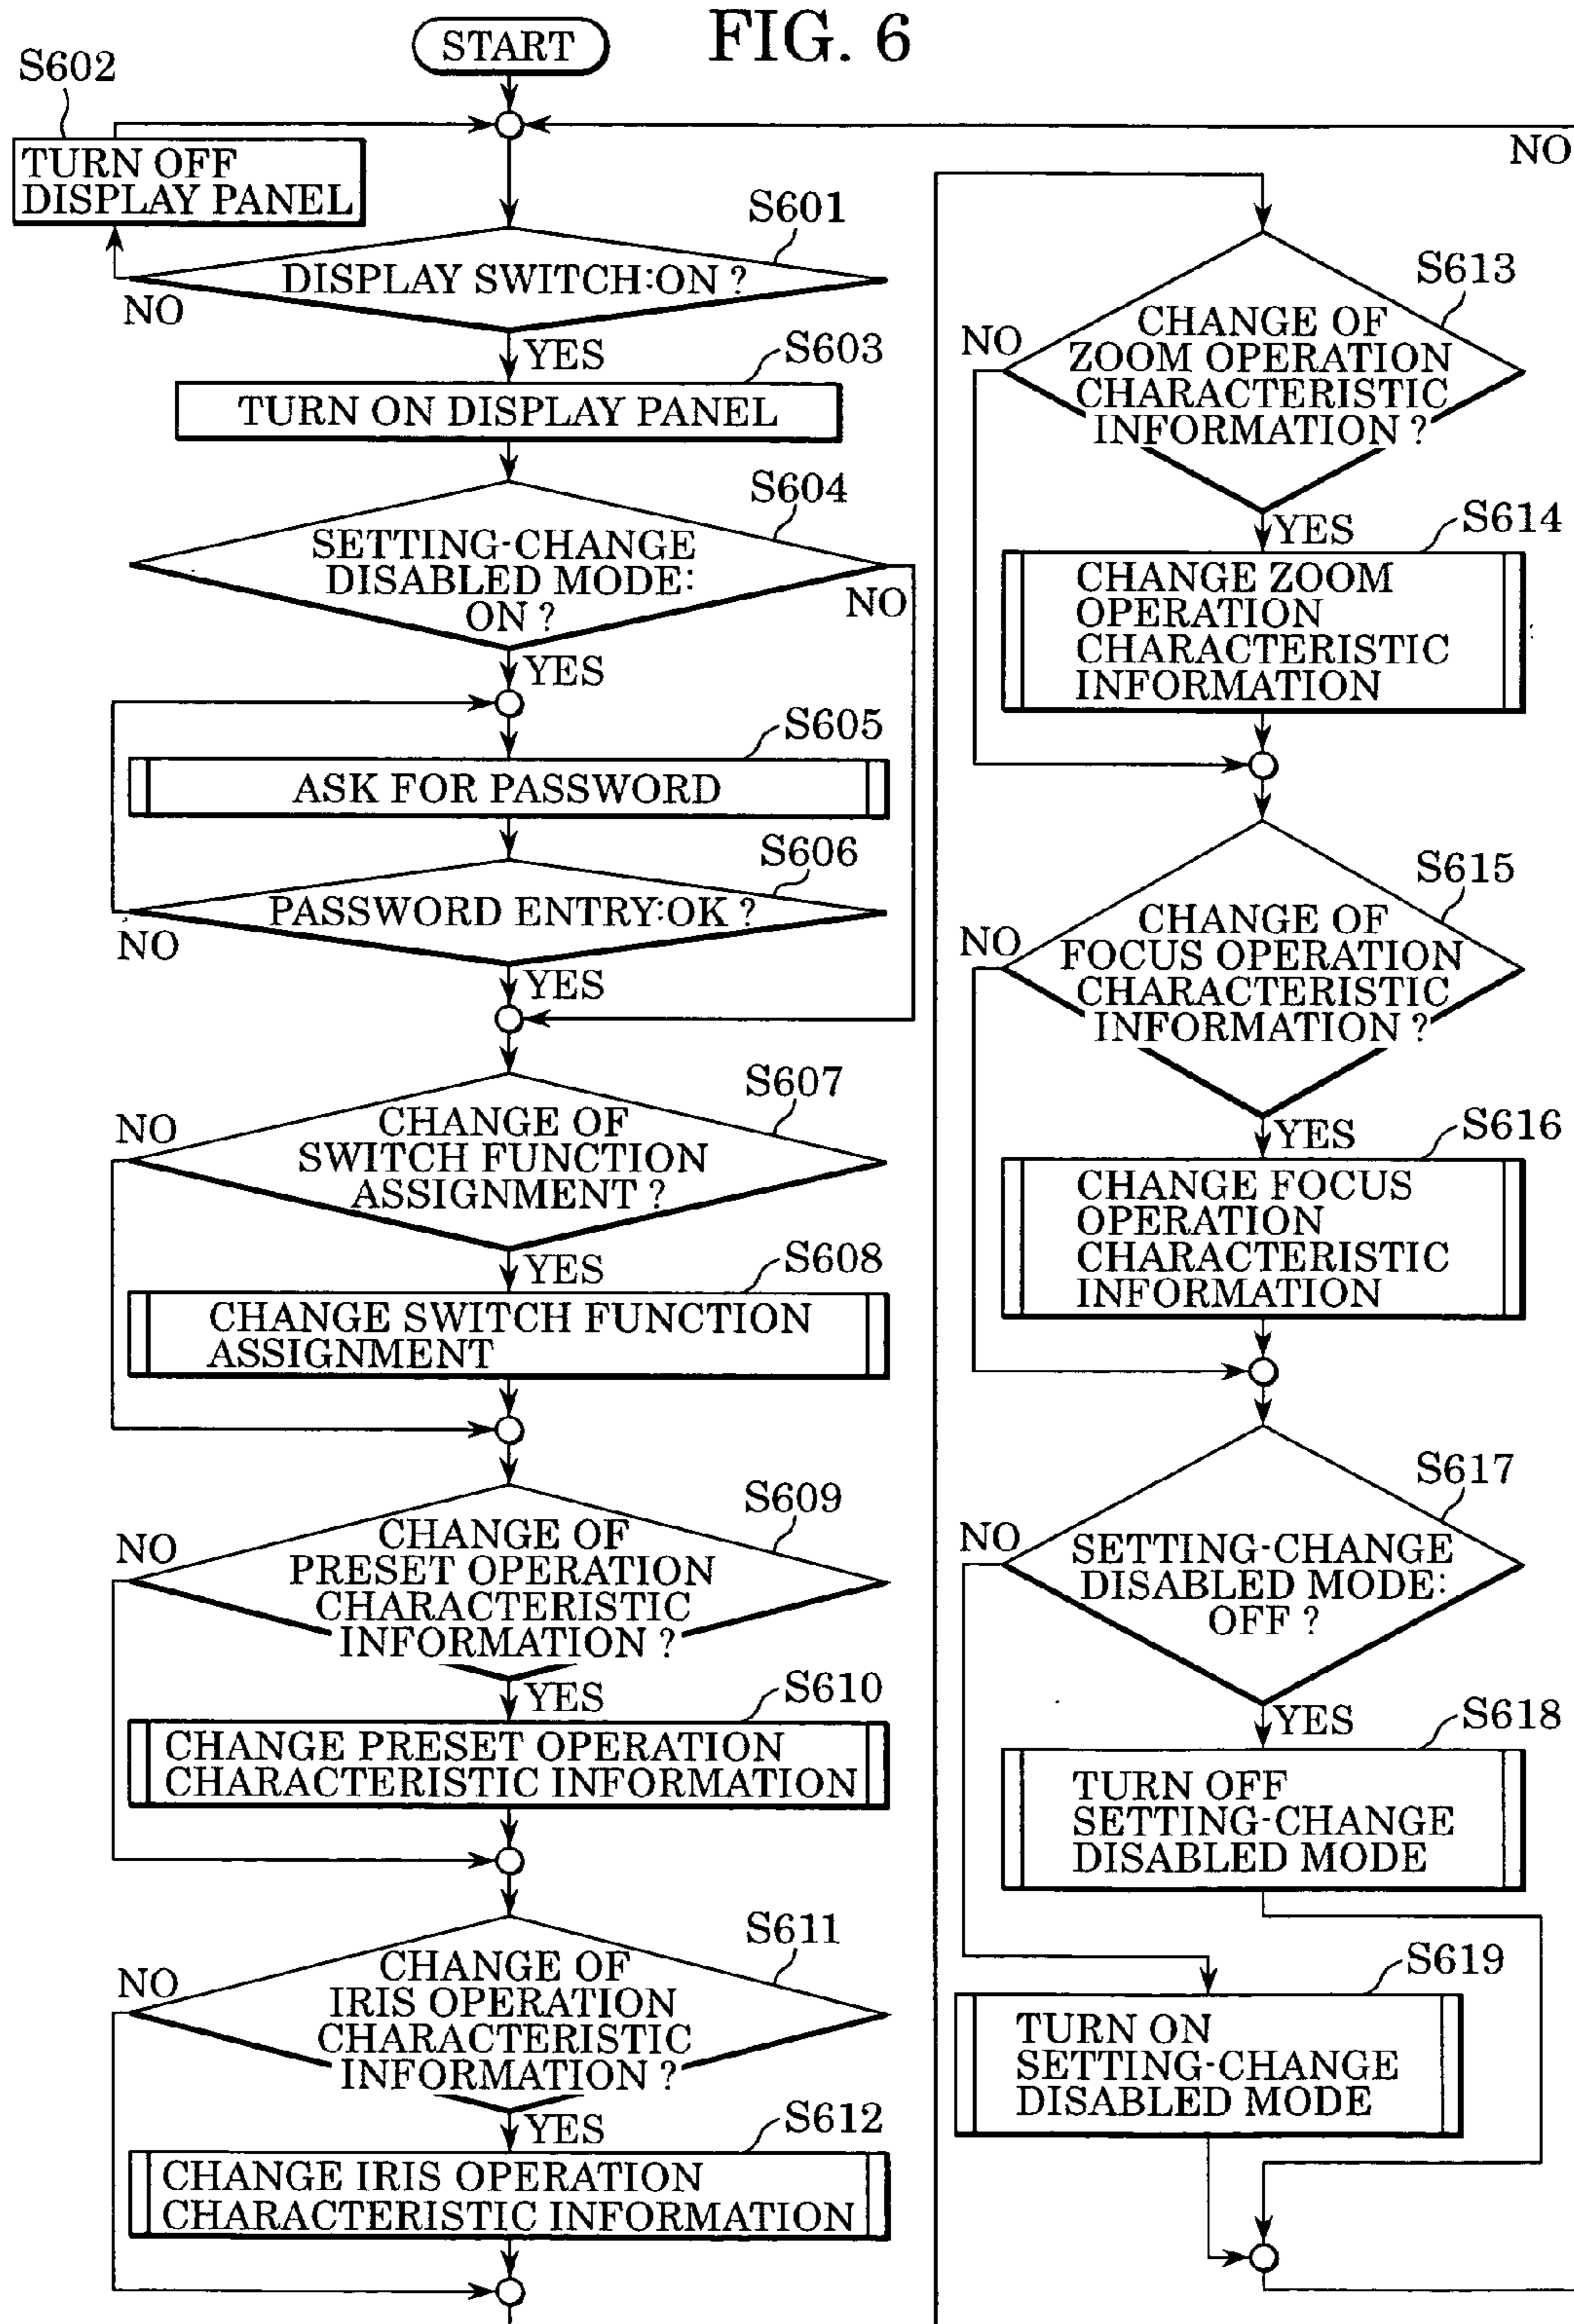 FIG. 6
START
S602
TURN OFF
DISPLAY PANEL
S601
DISPLAY SWITCH:ON ?
NO
YES
S603
TURN ON DISPLAY PANEL
S604
SETTING-CHANGE
DISABLED MODE:
ON ?
NO
YES
S605
ASK FOR PASSWORD
S606
PASSWORD ENTRY:OK ?
NO
YES
S607
NO
CHANGE OF
SWITCH FUNCTION
ASSIGNMENT ?
YES
S608
CHANGE SWITCH FUNCTION
ASSIGNMENT
S609
NO
CHANGE OF
PRESET OPERATION
CHARACTERISTIC
INFORMATION ?
YES
S610
CHANGE PRESET OPERATION
CHARACTERISTIC INFORMATION
S611
NO
CHANGE OF
IRIS OPERATION
CHARACTERISTIC
INFORMATION ?
YES
S612
CHANGE IRIS OPERATION
CHARACTERISTIC INFORMATION
NO
S613
NO
CHANGE OF
ZOOM OPERATION
CHARACTERISTIC
INFORMATION ?
YES
S614
CHANGE ZOOM
OPERATION
CHARACTERISTIC
INFORMATION
S615
NO
CHANGE OF
FOCUS OPERATION
CHARACTERISTIC
INFORMATION ?
YES
S616
CHANGE FOCUS
OPERATION
CHARACTERISTIC
INFORMATION
S617
NO
SETTING-CHANGE
DISABLED MODE:
OFF ?
YES
S618
TURN OFF
SETTING-CHANGE
DISABLED MODE
S619
TURN ON
SETTING-CHANGE
DISABLED MODE